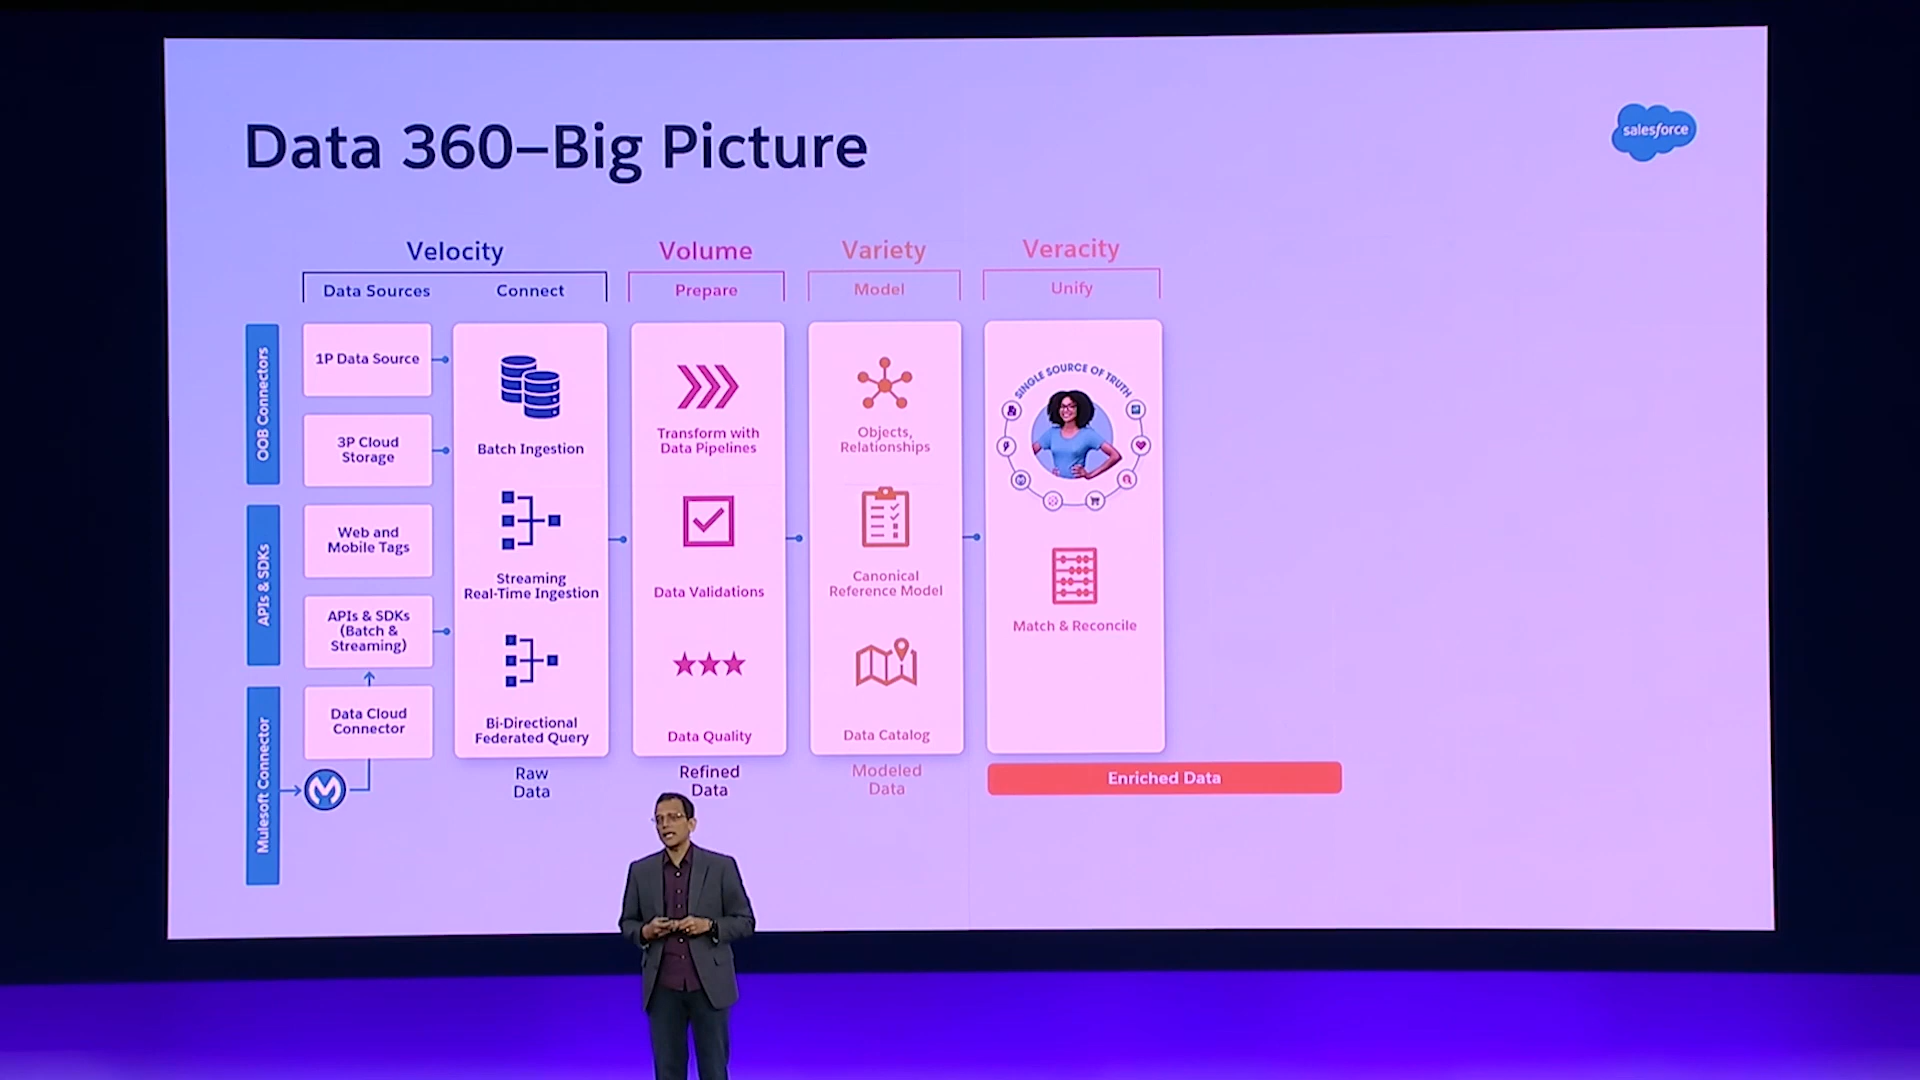 Data 360–Big Picture
salesforce
Velocity
Volume
Variety
Veracity
Data Sources
Connect
Prepare
Model
Unify
OOB Connectors
APIs & SDKs
Mulesoft Connector
1P Data Source
3P Cloud
Storage
Web and
Mobile Tags
APIs & SDKs
(Batch &
Streaming)
Data Cloud
Connector
Batch Ingestion
Streaming
Real-Time Ingestion
Bi-Directional
Federated Query
Raw
Data
Transform with
Data Pipelines
Data Validations
Data Quality
Refined
Data
Objects,
Relationships
Canonical
Reference Model
Data Catalog
Modeled
Data
SINGLE SOURCE OF TRUTH
Match & Reconcile
Enriched Data